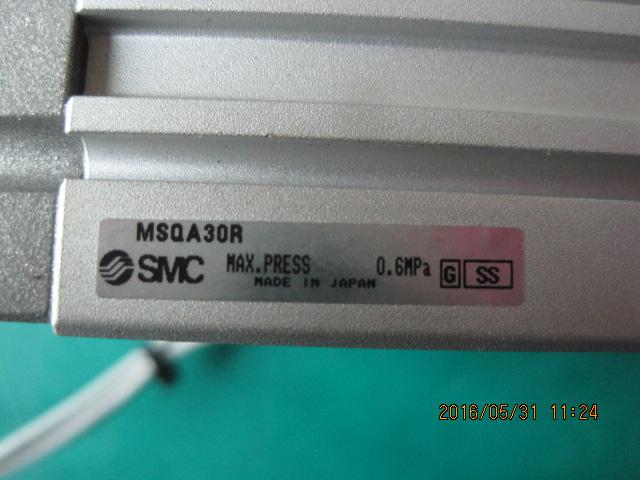 MSQA30R
SMC MAX.PRESS 0.6MPa G SS
MADE IN JAPAN
2016/05/31 11:24